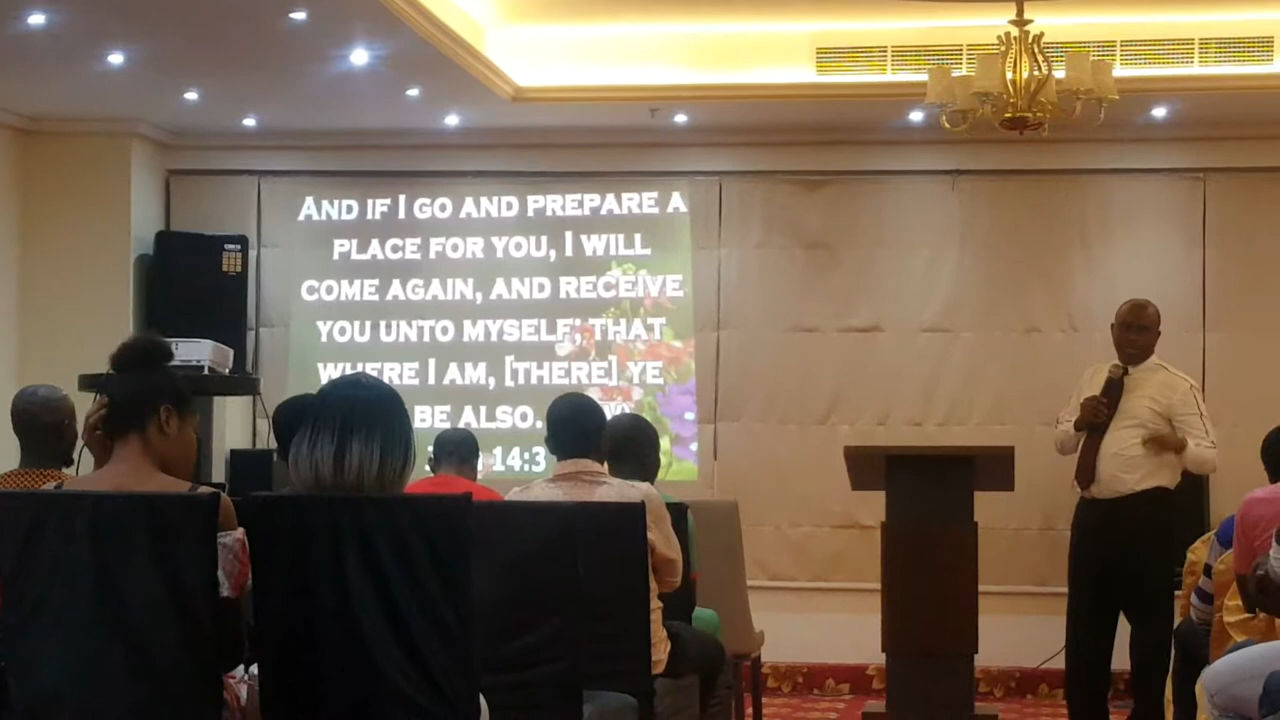 AND IF I GO AND PREPARE A
PLACE FOR YOU, I WILL
COME AGAIN, AND RECEIVE
YOU UNTO MYSELF; THAT
WHERE I AM, [THERE] YE
BE ALSO.
14:3